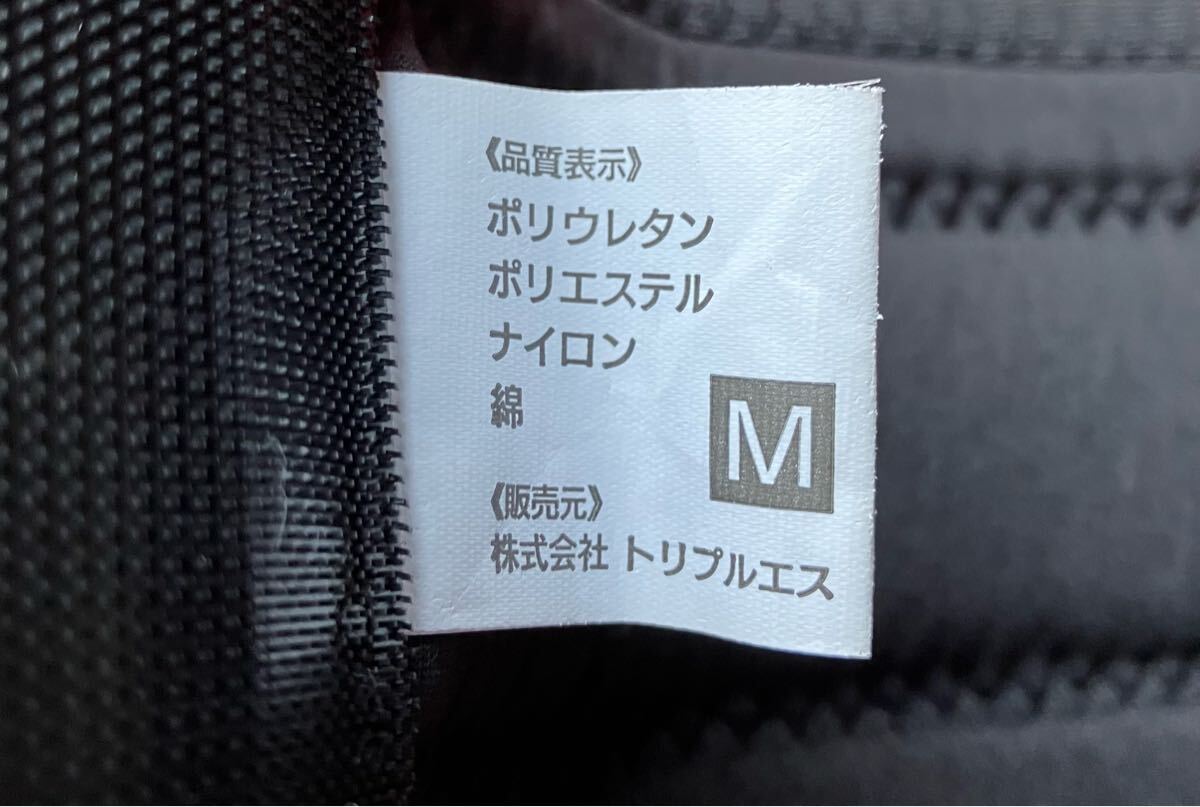 《品質表示》
ポリウレタン
ポリエステル
ナイロン
綿
M
《販売元》
株式会社 トリプルエス